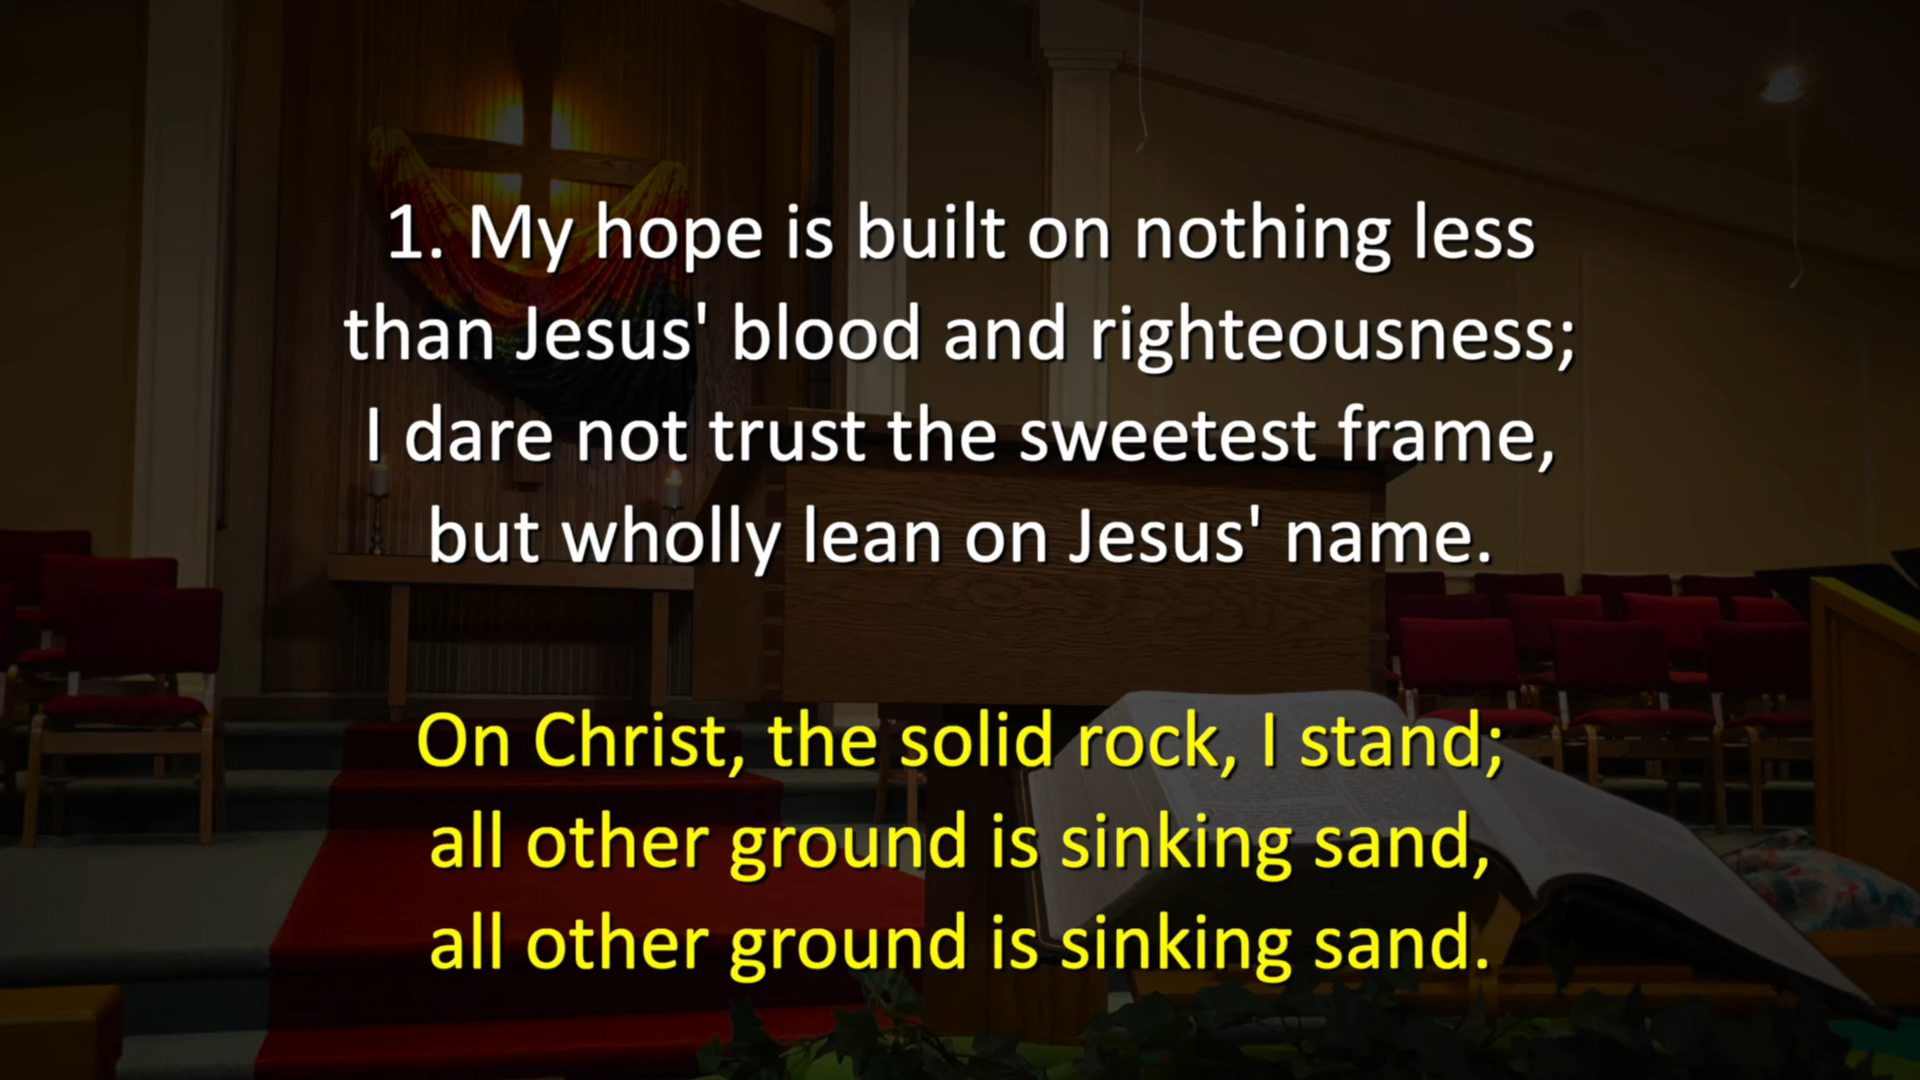 1. My hope is built on nothing less
than Jesus' blood and righteousness;
I dare not trust the sweetest frame,
but wholly lean on Jesus' name.
On Christ, the solid rock, I stand;
all other ground is sinking sand,
all other ground is sinking sand.